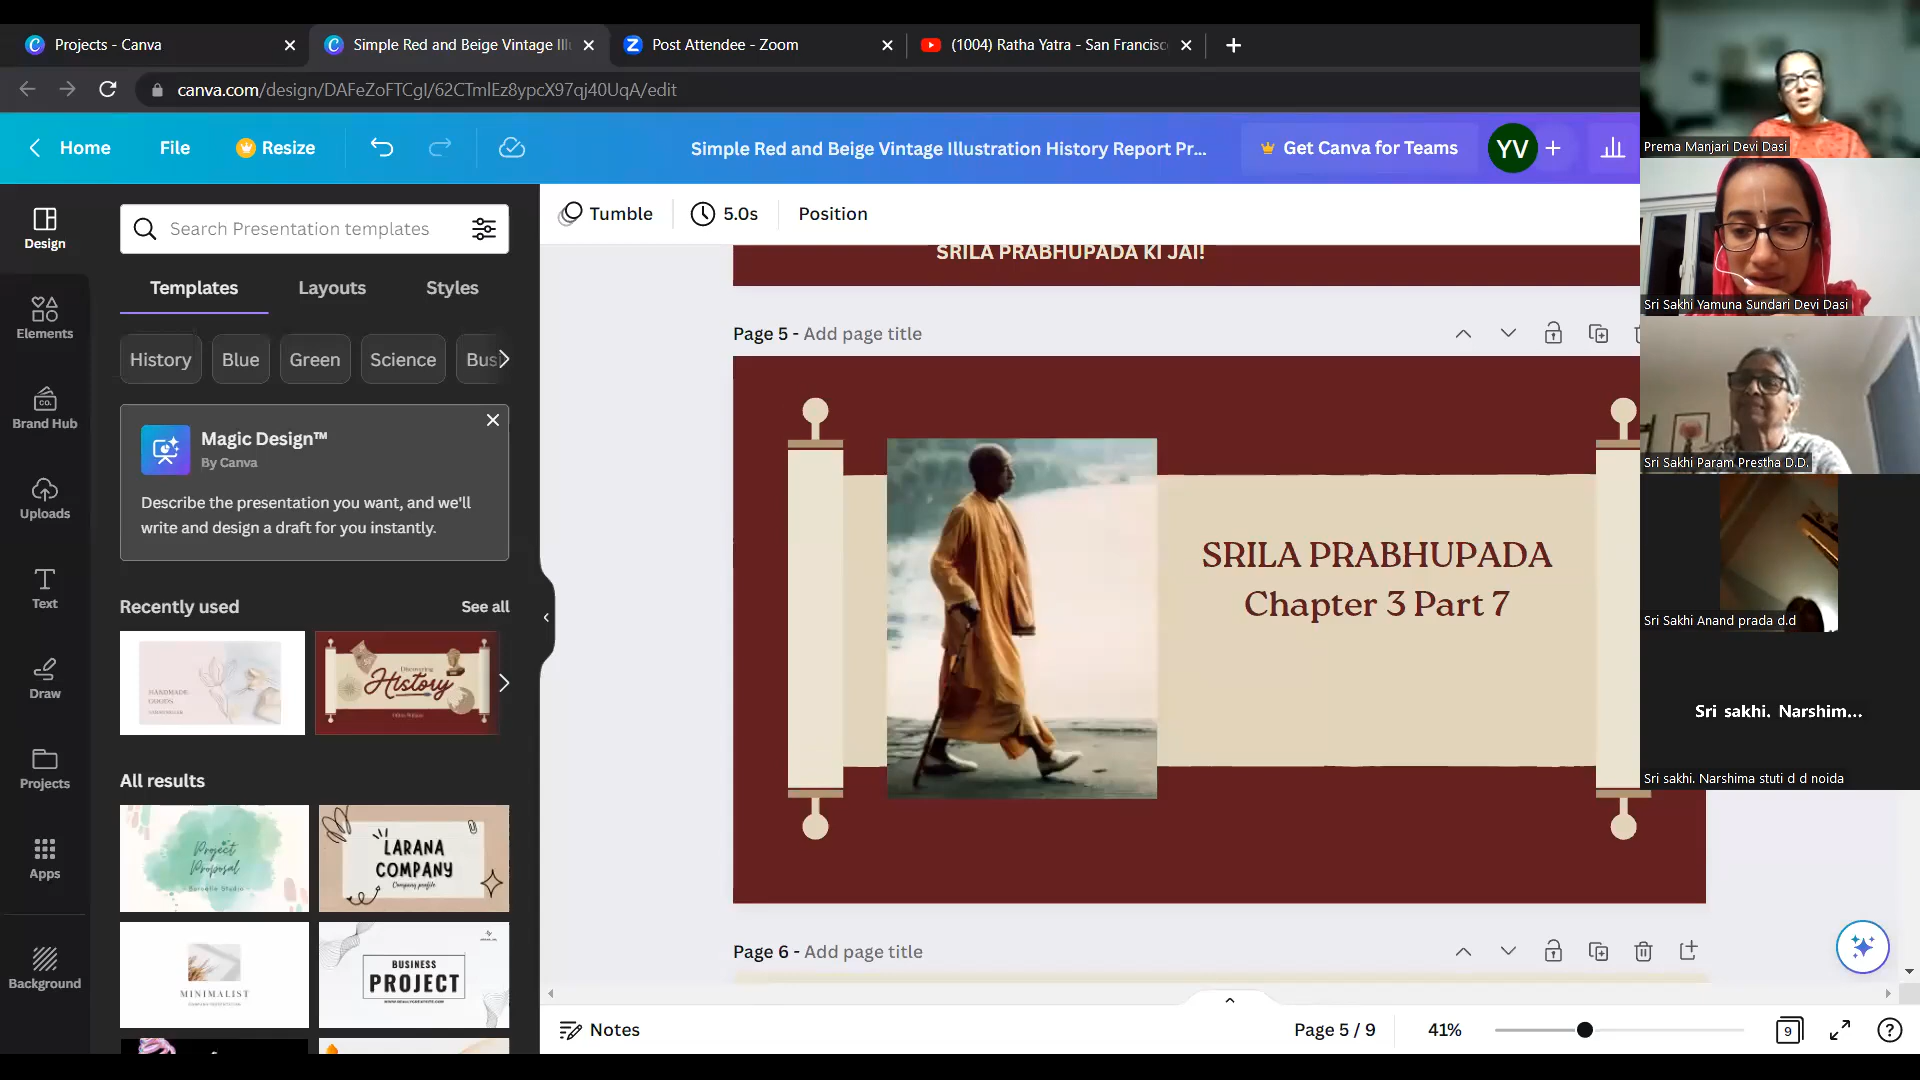 Projects - Canva
Simple Red and Beige Vintage Ill
Post Attendee - Zoom
(1004) Ratha Yatra - San Francisc
canva.com/design/DAFeZoFTCgI/62CTmlEz8ypcX97qj40UqA/edit
Home
File
Resize
Simple Red and Beige Vintage Illustration History Report Pr...
Get Canva for Teams
YV
Design
Elements
Brand Hub
Uploads
Text
Draw
Projects
Apps
Background
Search Presentation templates
Templates
Layouts
Styles
History
Blue
Green
Science
Bus
Magic Design™
By Canva
Describe the presentation you want, and we'll
write and design a draft for you instantly.
Recently used
See all
HANDMADE
GOODS
Discovering
History
All results
Project
Proposal
LARANA
COMPANY
Company profile
MINIMALIST
BUSINESS
PROJECT
Tumble
5.0s
Position
SRILA PRABHUPADA KI JAI!
Page 5 - Add page title
SRILA PRABHUPADA
Chapter 3 Part 7
Page 6 - Add page title
Notes
Page 5 / 9
41%
9
Prema Manjari Devi Dasi
Sri Sakhi Yamuna Sundari Devi Dasi
Sri Sakhi Param Prestha D.D.
Sri Sakhi Anand prada d.d
Sri sakhi. Narshim...
Sri sakhi. Narshima stuti d d noida